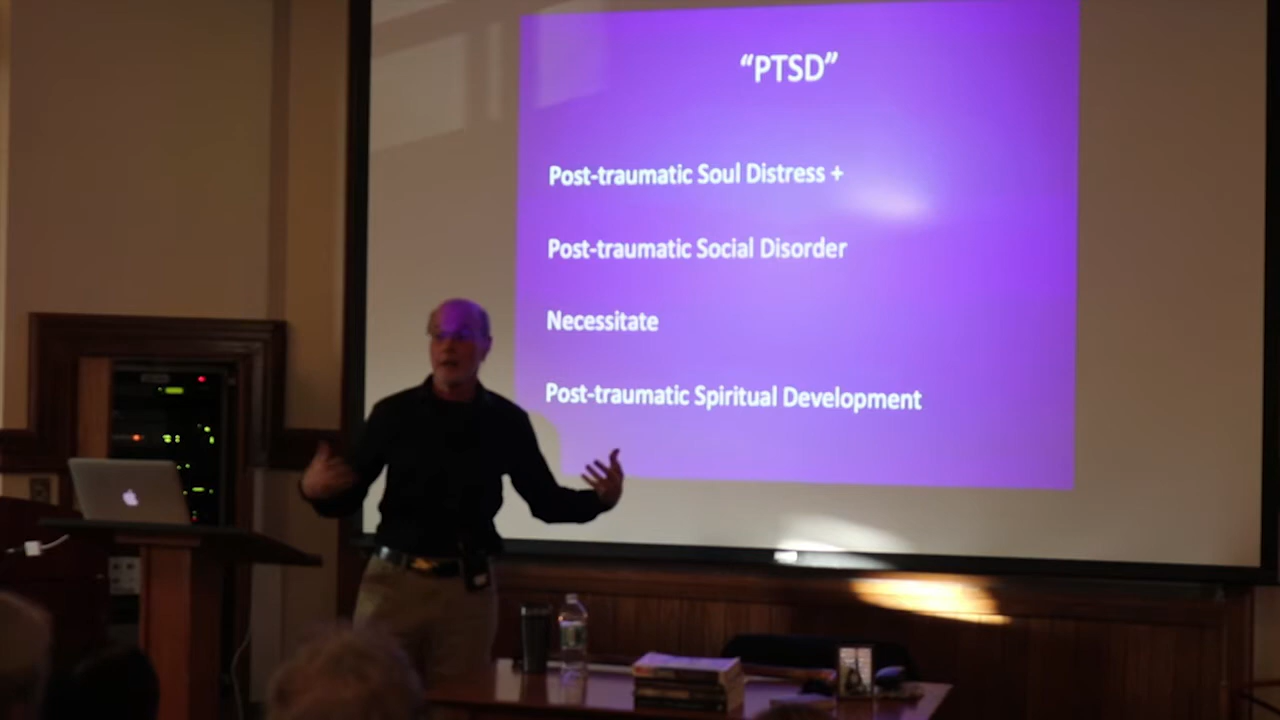 “PTSD”
Post-traumatic Soul Distress +
Post-traumatic Social Disorder
Necessitate
Post-traumatic Spiritual Development